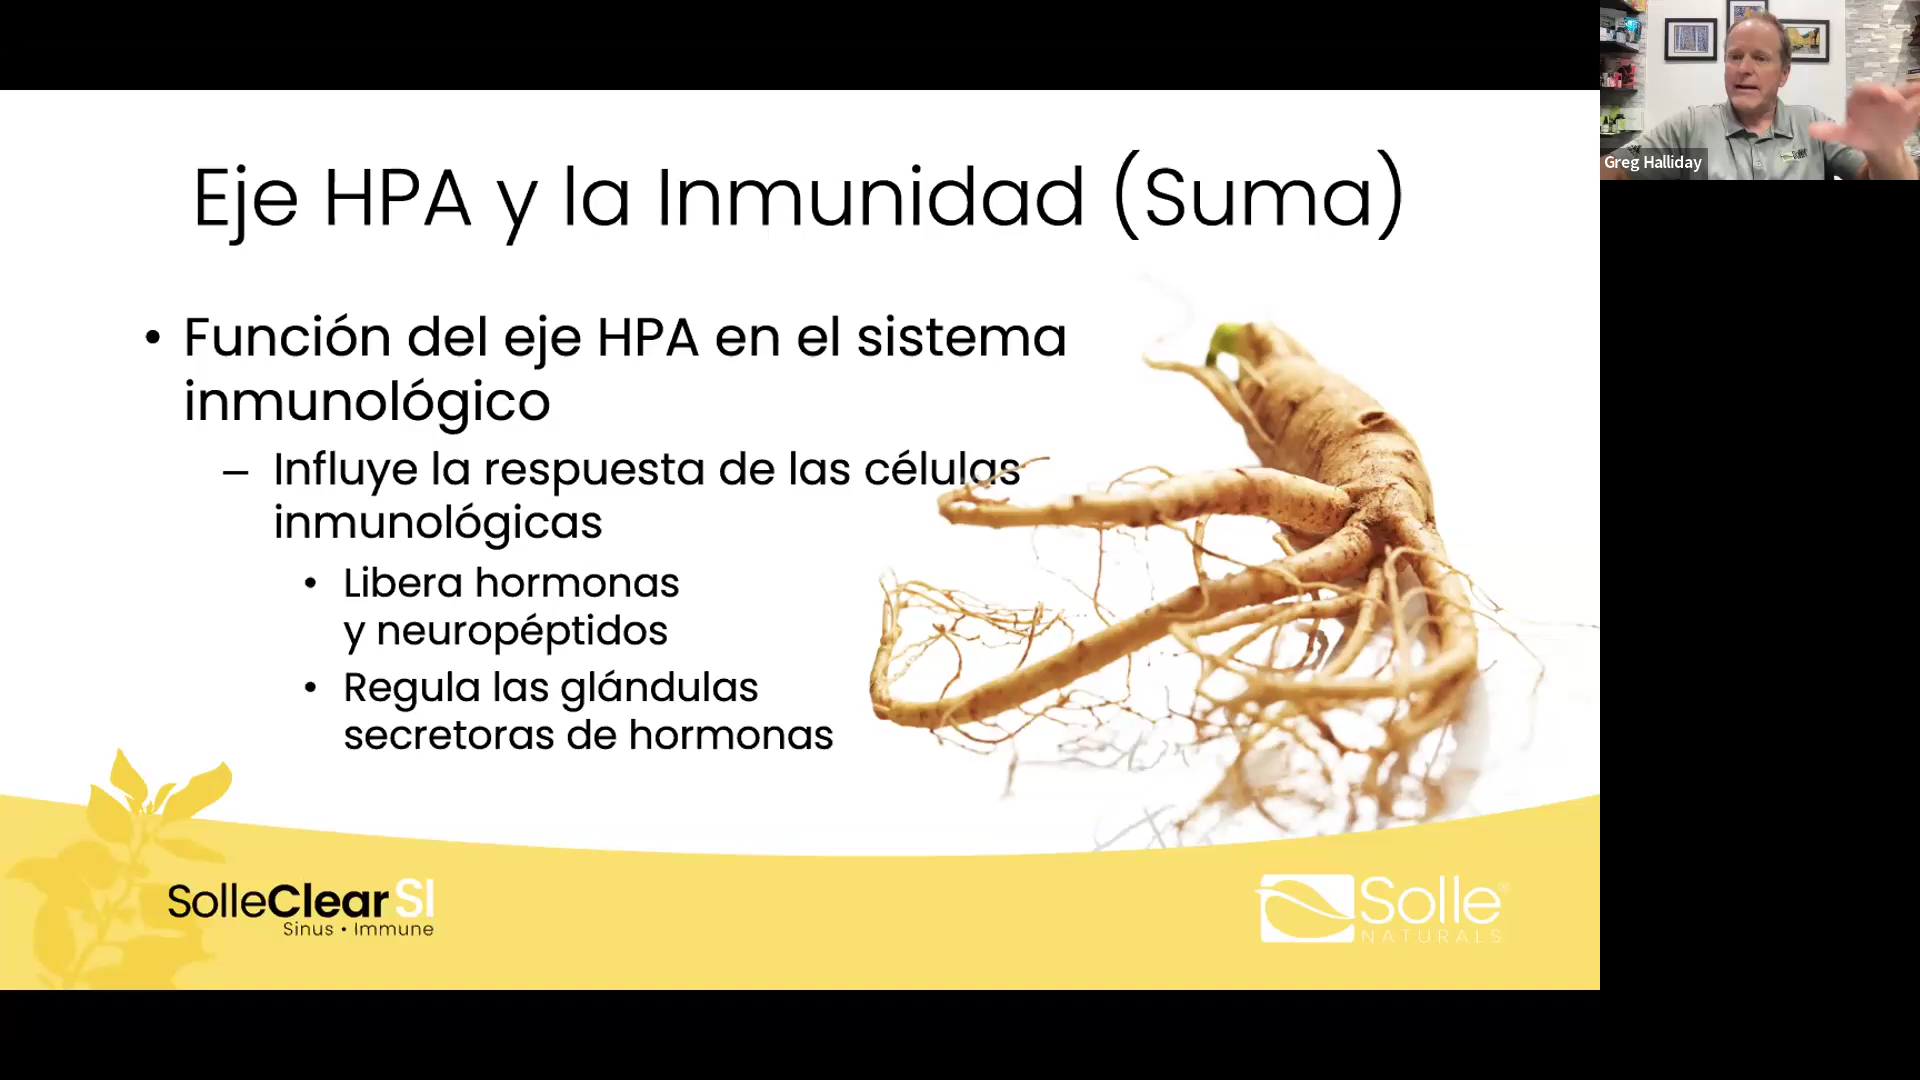 Eje HPA y la Inmunidad (Suma)
• Función del eje HPA en el sistema
inmunológico
– Influye la respuesta de las células
inmunológicas
• Libera hormonas
y neuropéptidos
• Regula las glándulas
secretoras de hormonas
SolleClear SI
Sinus • Immune
Solle®
NATURALS
Greg Halliday